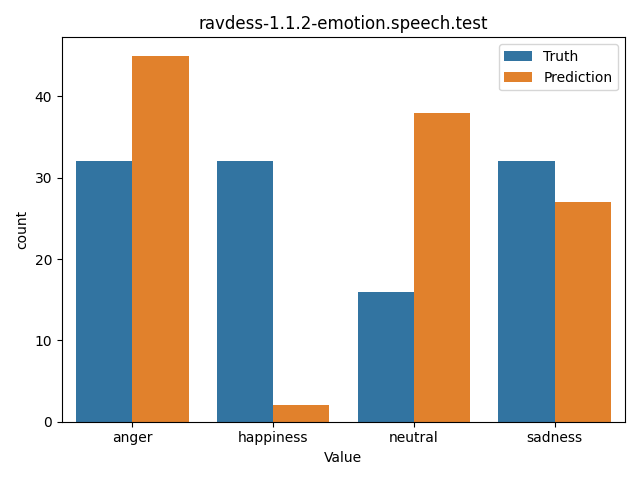 ravdess-1.1.2-emotion.speech.test
Truth
Prediction
count
40
30
20
10
0
anger
happiness
neutral
sadness
Value